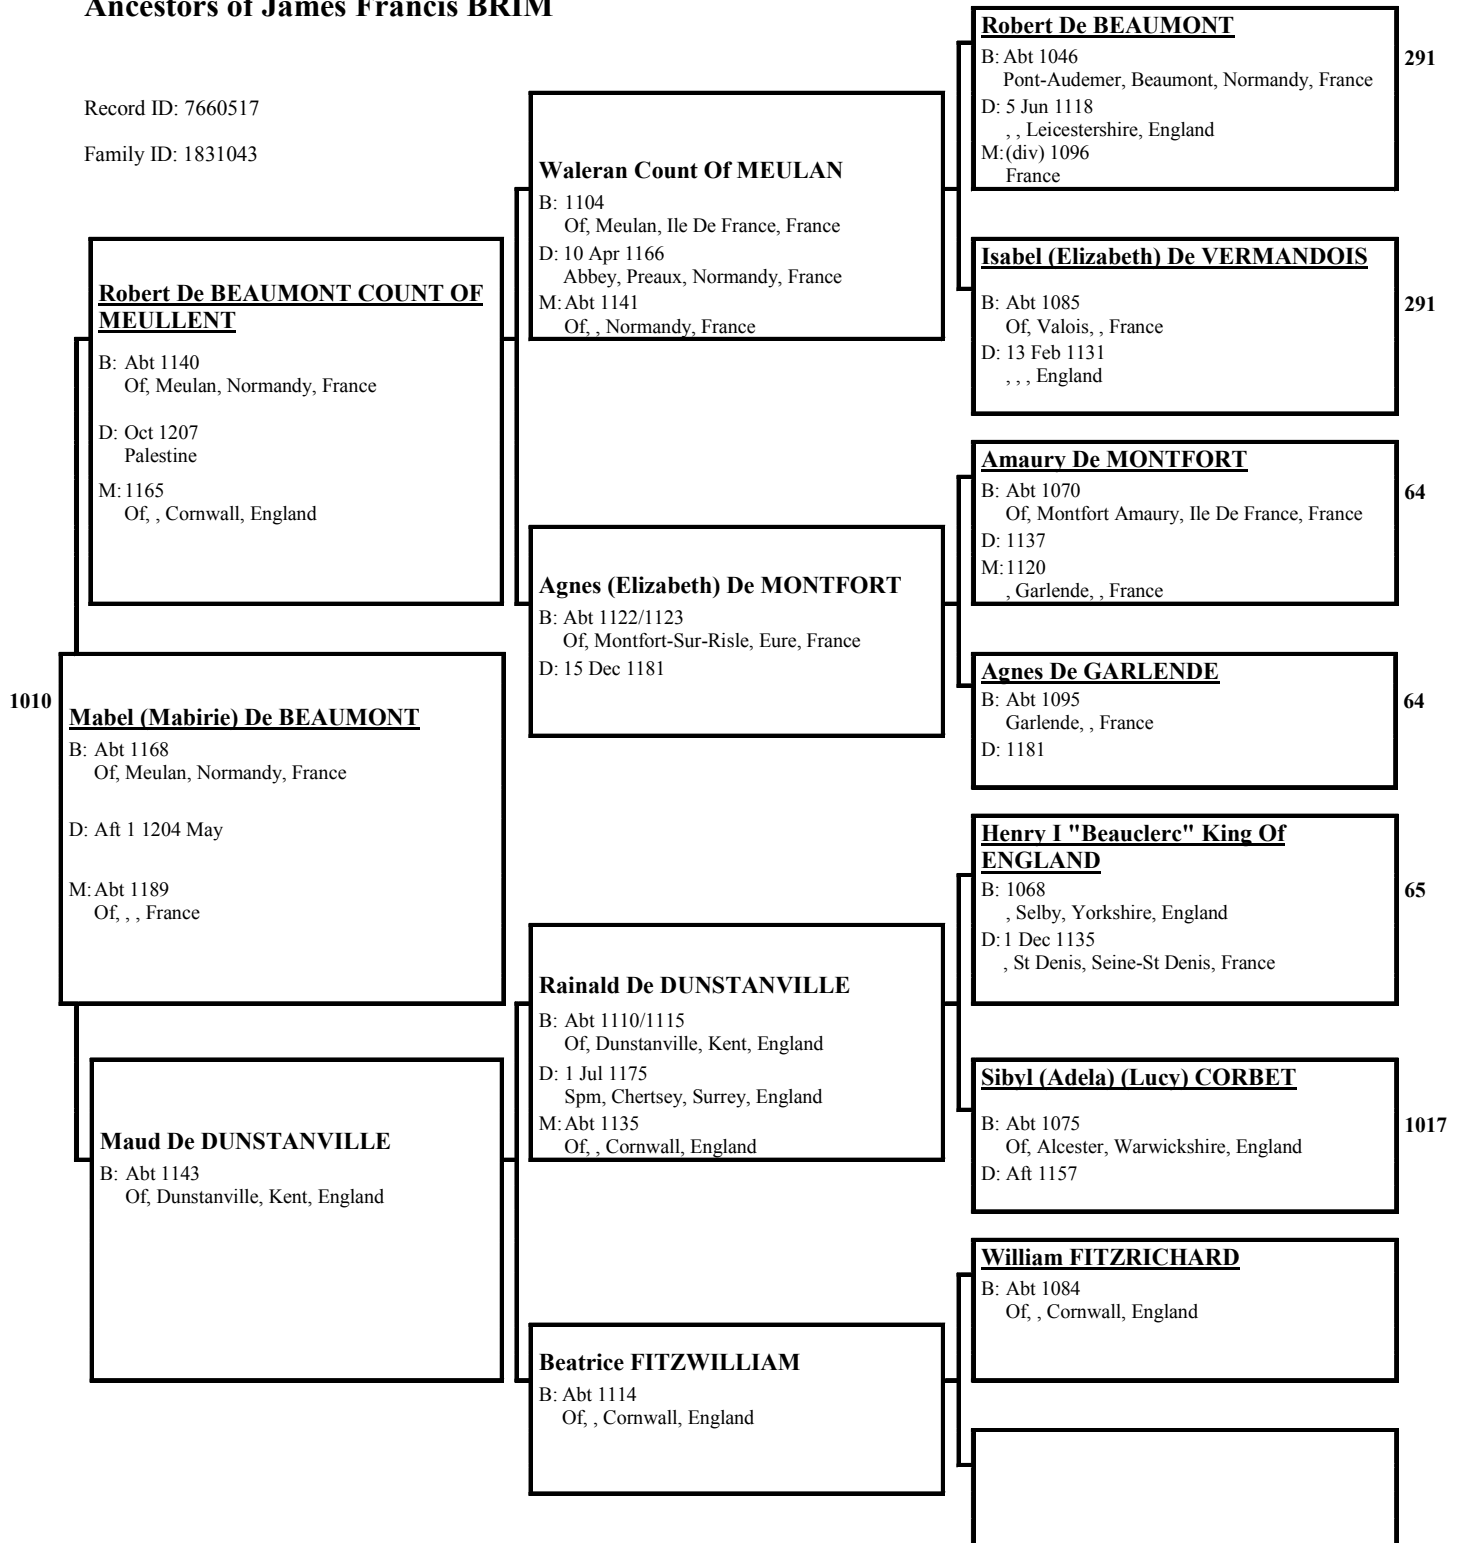 Ancestors of James Francis BRIM
Record ID: 7660517
Family ID: 1831043
1010
Mabel (Mabirie) De BEAUMONT
B: Abt 1168
Of, Meulan, Normandy, France
D: Aft 1 1204 May
M: Abt 1189
Of, , , France
Robert De BEAUMONT COUNT OF
MEULLENT
B: Abt 1140
Of, Meulan, Normandy, France
D: Oct 1207
Palestine
M: 1165
Of, , Cornwall, England
Maud De DUNSTANVILLE
B: Abt 1143
Of, Dunstanville, Kent, England
Waleran Count Of MEULAN
B: 1104
Of, Meulan, Ile De France, France
D: 10 Apr 1166
Abbey, Preaux, Normandy, France
M: Abt 1141
Of, , Normandy, France
Agnes (Elizabeth) De MONTFORT
B: Abt 1122/1123
Of, Montfort-Sur-Risle, Eure, France
D: 15 Dec 1181
Rainald De DUNSTANVILLE
B: Abt 1110/1115
Of, Dunstanville, Kent, England
D: 1 Jul 1175
Spm, Chertsey, Surrey, England
M: Abt 1135
Of, , Cornwall, England
Beatrice FITZWILLIAM
B: Abt 1114
Of, , Cornwall, England
Robert De BEAUMONT
B: Abt 1046
Pont-Audemer, Beaumont, Normandy, France
D: 5 Jun 1118
, , Leicestershire, England
M: (div) 1096
France
291
Isabel (Elizabeth) De VERMANDOIS
B: Abt 1085
Of, Valois, , France
D: 13 Feb 1131
, , , England
291
Amaury De MONTFORT
B: Abt 1070
Of, Montfort Amaury, Ile De France, France
D: 1137
M: 1120
, Garlende, , France
64
Agnes De GARLENDE
B: Abt 1095
Garlende, , France
D: 1181
64
Henry I "Beauclerc" King Of
ENGLAND
B: 1068
, Selby, Yorkshire, England
D: 1 Dec 1135
, St Denis, Seine-St Denis, France
65
Sibyl (Adela) (Lucy) CORBET
B: Abt 1075
Of, Alcester, Warwickshire, England
D: Aft 1157
1017
William FITZRICHARD
B: Abt 1084
Of, , Cornwall, England